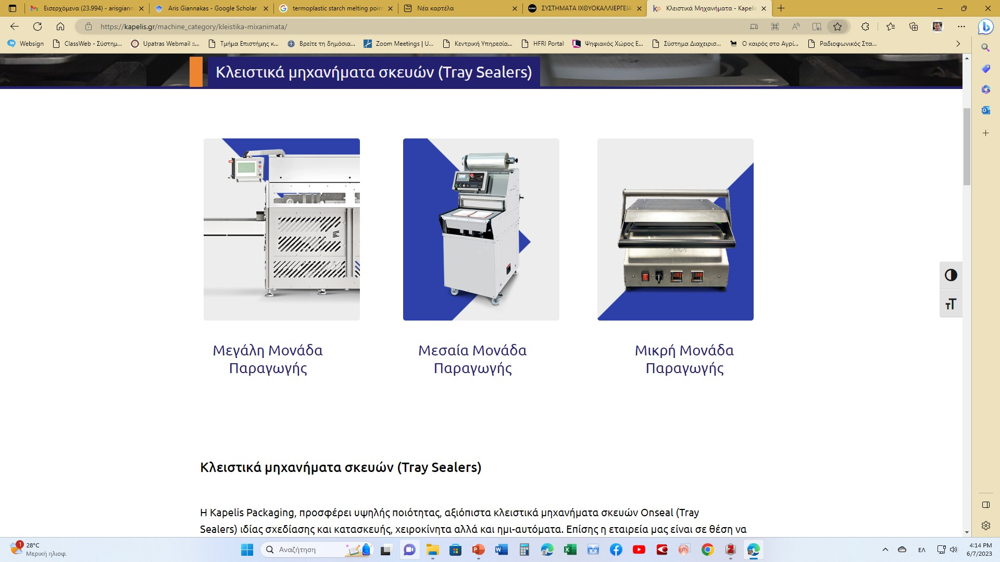 Εισερχόμενα (23.994) - arisgiann
Aris Giannakas - Google Scholar
termoplastic starch melting poin
Νέα καρτέλα
ΣΥΣΤΗΜΑΤΑ ΙΧΘΥΟΚΑΛΛΙΕΡΓΕΙΑ
Κλειστικά Μηχανήματα - Kapelis
https://kapelis.gr/machine_category/kleistika-mixanimata/
Websign
ClassWeb - Σύστημ...
Upatras Webmail ::...
Τμήμα Επιστήμης κ...
Βρείτε τη δημόσια...
Zoom Meetings | U...
Κεντρική Υπηρεσία...
HFRI Portal
Ψηφιακός Χώρος Ε...
Σύστημα Διαχειρισ...
Ο καιρός στο Αγρί...
Ραδιοφωνικός Στα...
Κλειστικά μηχανήματα σκευών (Tray Sealers)
Μεγάλη Μονάδα
Παραγωγής
Μεσαία Μονάδα
Παραγωγής
Μικρή Μονάδα
Παραγωγής
Κλειστικά μηχανήματα σκευών (Tray Sealers)
Η Kapelis Packaging, προσφέρει υψηλής ποιότητας, αξιόπιστα κλειστικά μηχανήματα σκευών Onseal (Tray
Sealers) ιδίας σχεδίασης και κατασκευής, χειροκίνητα αλλά και ημι-αυτόματα. Επίσης η εταιρεία μας είναι σε θέση να
1
28°C
Μερική ηλιοφ.
Αναζήτηση
ΕΛ
4:14 PM
6/7/2023